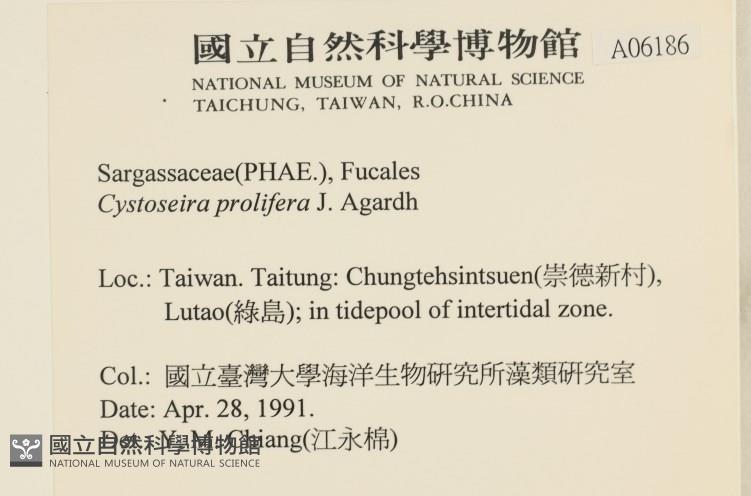 國立自然科學博物館
A06186
NATIONAL MUSEUM OF NATURAL SCIENCE
TAICHUNG, TAIWAN, R.O.CHINA
Sargassaceae(PHAE.), Fucales
Cystoseira prolifera J. Agardh
Loc.: Taiwan. Taitung: Chungtehsintsuen(崇德新村),
Lutao(綠島); in tidepool of intertidal zone.
Col.: 國立臺灣大學海洋生物研究所藻類研究室
Date: Apr. 28, 1991.
Det.: Y. M. Chiang(江永棉)
國立自然科學博物館
NATIONAL MUSEUM OF NATURAL SCIENCE